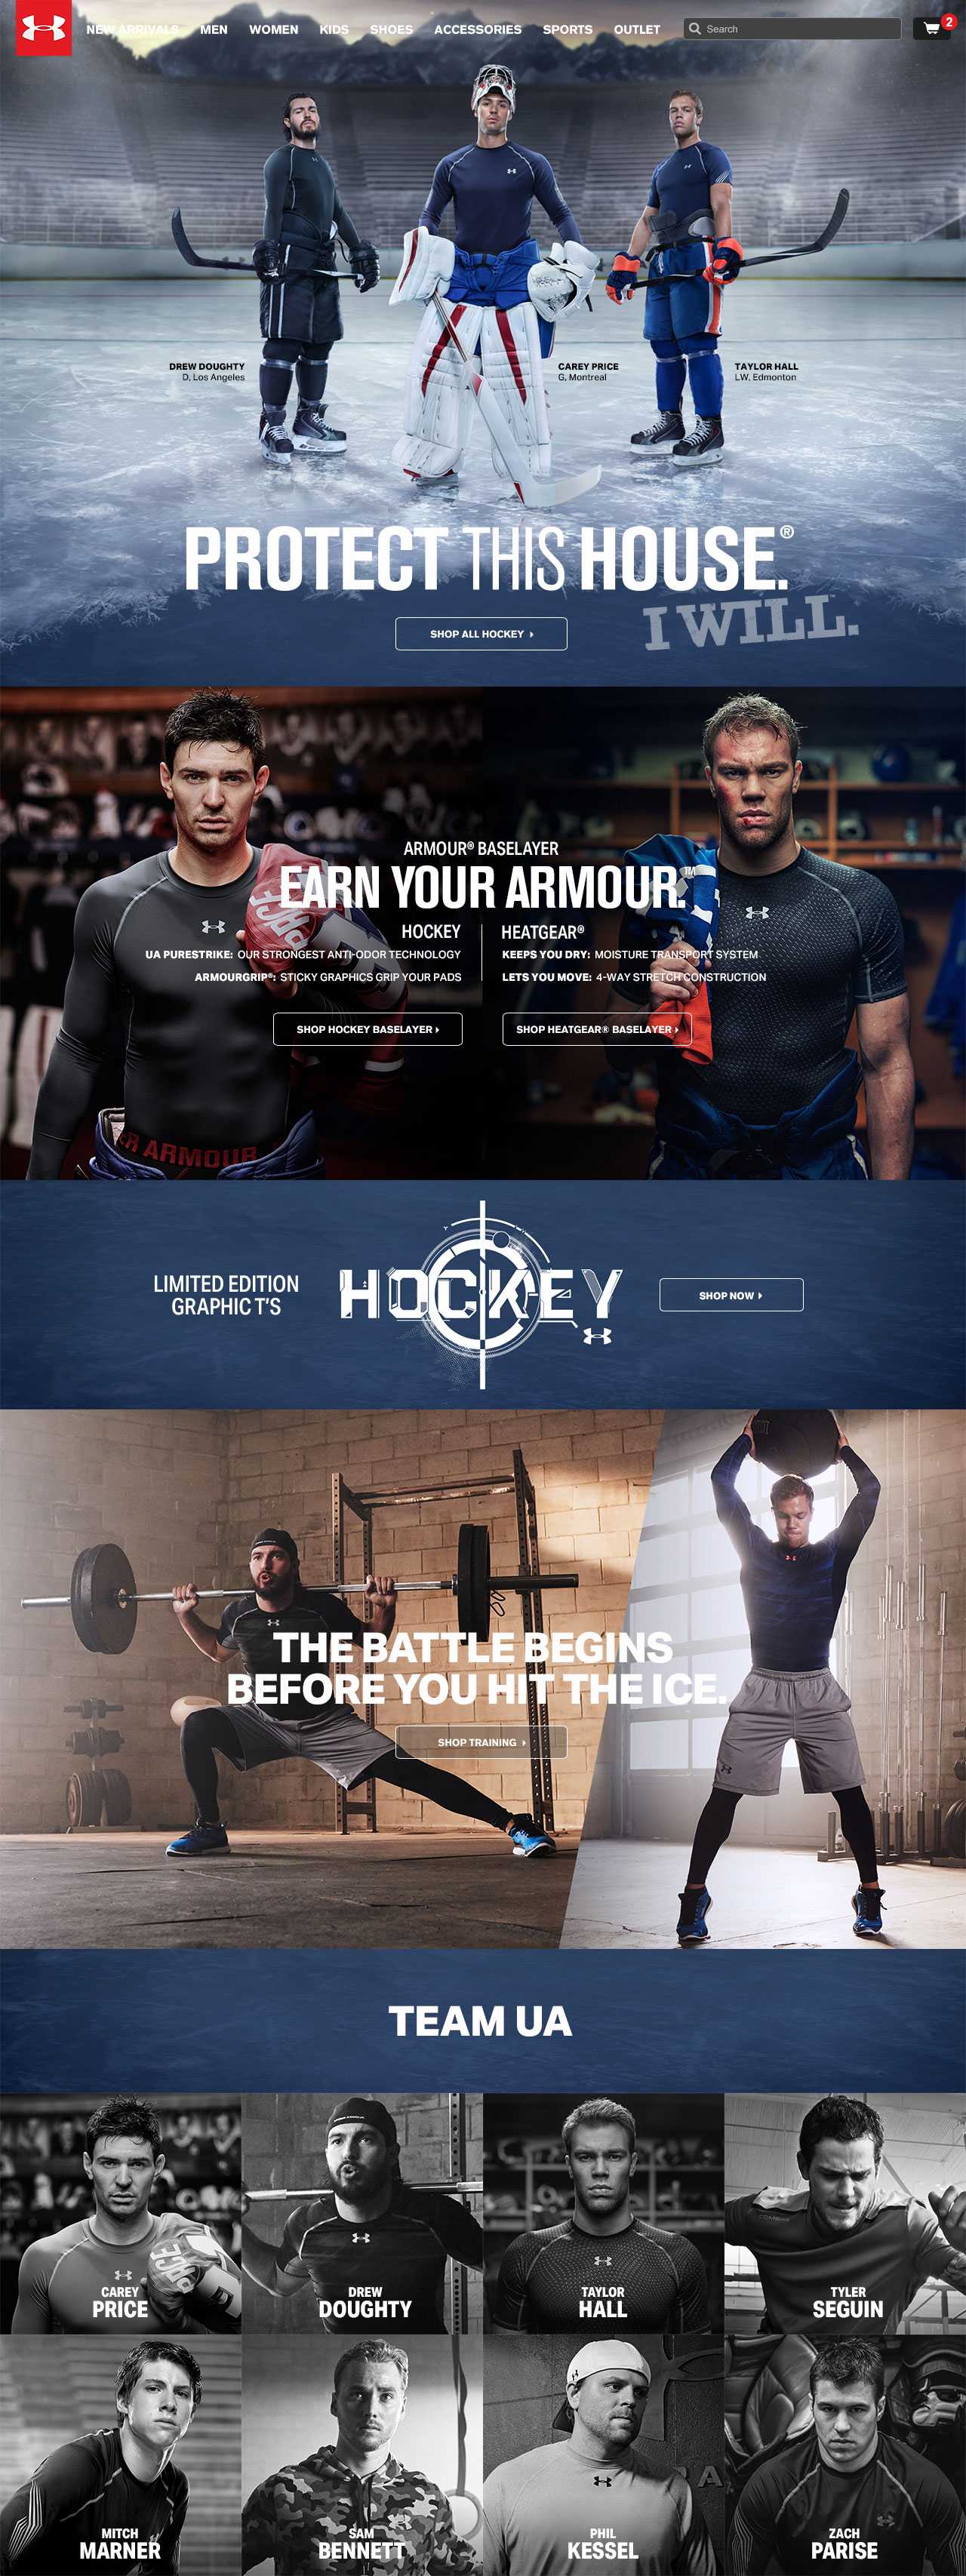 NEW ARRIVALS MEN WOMEN KIDS SHOES ACCESSORIES SPORTS OUTLET Search 2
DREW DOUGHTY
D, Los Angeles
CAREY PRICE
G, Montreal
TAYLOR HALL
LW, Edmonton
PROTECT THIS HOUSE.®
I WILL.
SHOP ALL HOCKEY
ARMOUR® BASELAYER
EARN YOUR ARMOUR.™
HOCKEY
UA PURESTRIKE: OUR STRONGEST ANTI-ODOR TECHNOLOGY
ARMOURGRIP®: STICKY GRAPHICS GRIP YOUR PADS
SHOP HOCKEY BASELAYER
HEATGEAR®
KEEPS YOU DRY: MOISTURE TRANSPORT SYSTEM
LETS YOU MOVE: 4-WAY STRETCH CONSTRUCTION
SHOP HEATGEAR® BASELAYER
ER ARMOUR
LIMITED EDITION
GRAPHIC T'S
HOCKEY
SHOP NOW
THE BATTLE BEGINS
BEFORE YOU HIT THE ICE.
SHOP TRAINING
TEAM UA
CAREY
PRICE
DREW
DOUGHTY
TAYLOR
HALL
TYLER
SEGUIN
MITCH
MARNER
SAM
BENNETT
PHIL
KESSEL
ZACH
PARISE